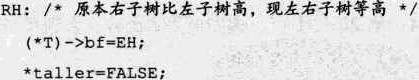 RH: /* 原本右子树比左子树高，现左右子树等高 */
(*T)->bf=EH;
*taller=FALSE;